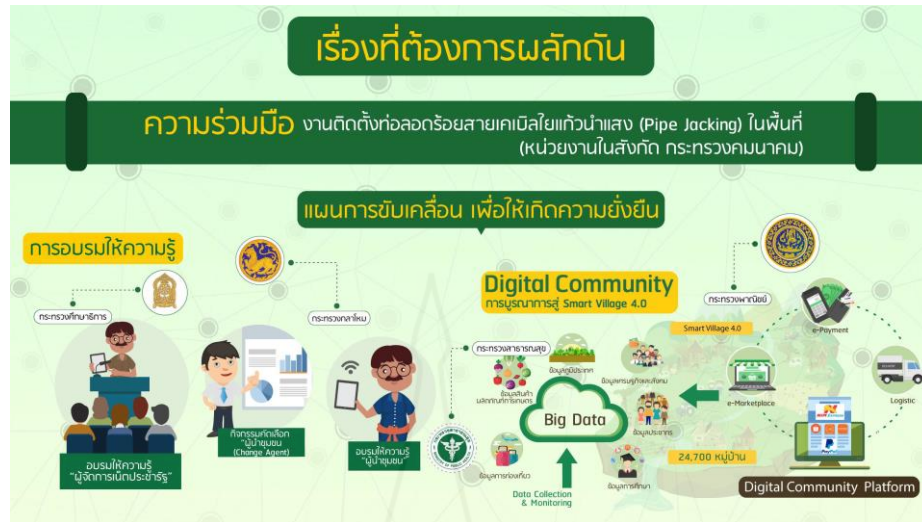 เรื่องที่ต้องการผลักดัน
ความร่วมมือ งานติดตั้งท่อลอดร้อยสายเคเบิลใยแก้วนำแสง (Pipe Jacking) ในพื้นที่
(หน่วยงานในสังกัด กระทรวงคมนาคม)
แผนการขับเคลื่อน เพื่อให้เกิดความยั่งยืน
การอบรมให้ความรู้
กระทรวงศึกษาธิการ
อบรมให้ความรู้
"ผู้จัดการเน็ตประชารัฐ"
กระทรวงกลาโหม
กิจกรรมคัดเลือก
"ผู้นำชุมชน"
(Change Agent)
อบรมให้ความรู้
"ผู้นำชุมชน"
Digital Community
การบูรณาการสู่ Smart Village 4.0
กระทรวงสาธารณสุข
ข้อมูลภูมิประเทศ
ข้อมูลสินค้า
ผลิตภัณฑ์การเกษตร
ข้อมูลเศรษฐกิจและสังคม
Big Data
ข้อมูลประชากร
ข้อมูลการท่องเที่ยว
ข้อมูลการศึกษา
Data Collection
& Monitoring
กระทรวงพาณิชย์
Smart Village 4.0
24,700 หมู่บ้าน
e-Payment
e-Marketplace
Logistic
Digital Community Platform